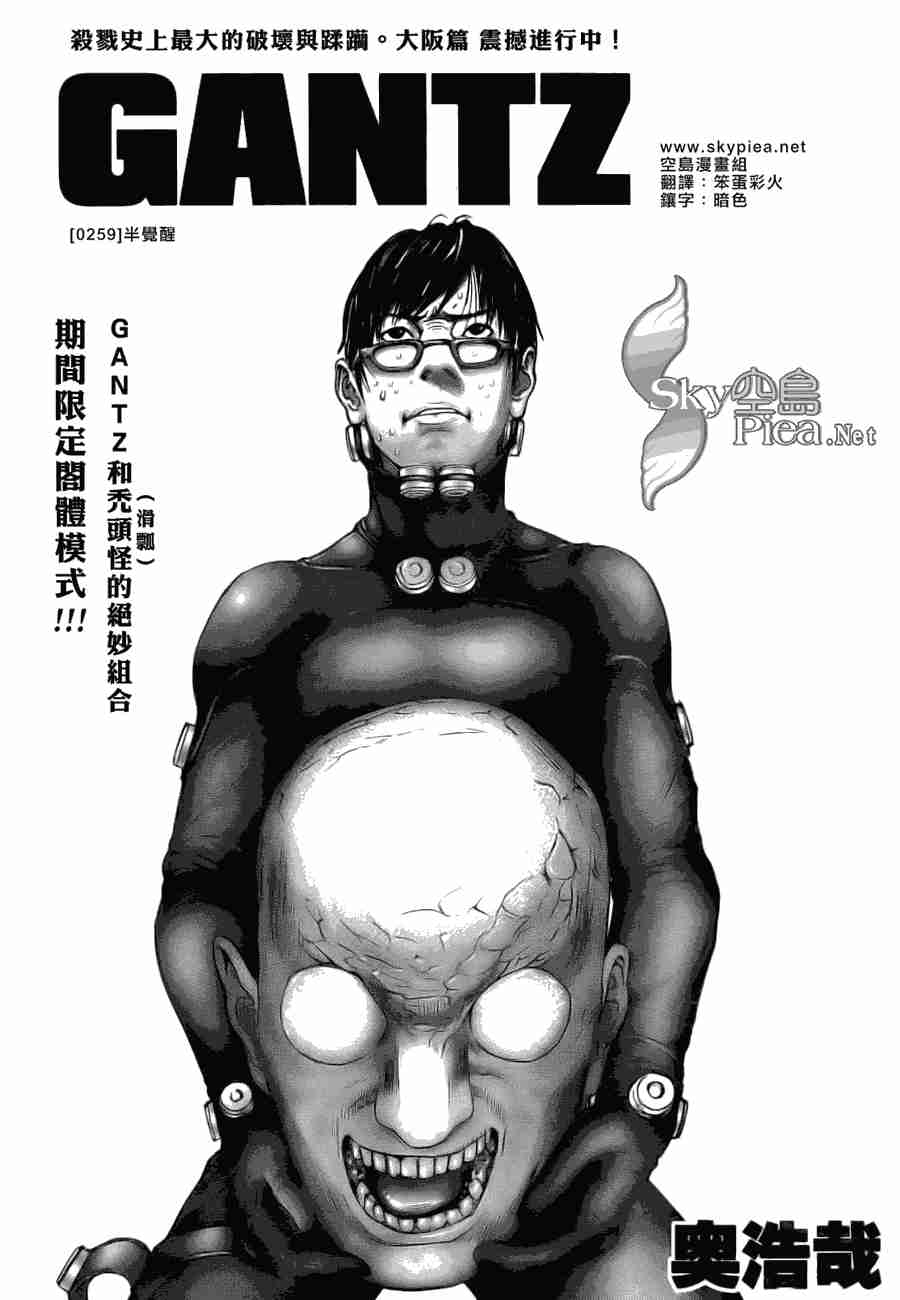 殺戮史上最大的破壞與蹂躪。大阪篇 震撼進行中！
GANTZ
www.skypiea.net
空島漫畫組
翻譯：笨蛋彩火
鑲字：暗色
[0259]半覺醒
GANTZ和禿頭怪的絕妙組合
（滑瓢）
期間限定閤體模式!!!
Sky空島
Piea.Net
奥浩哉